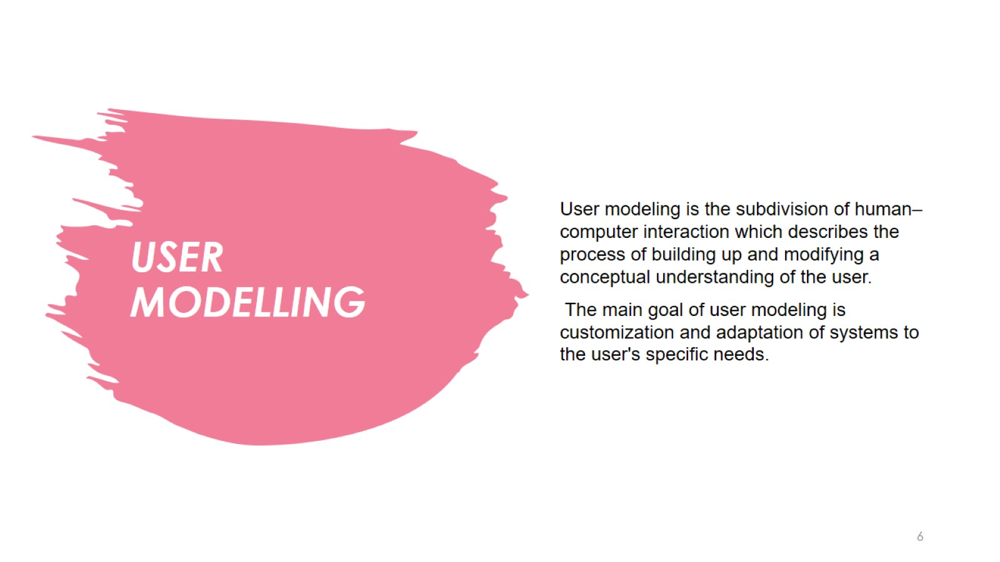 USER
MODELLING
User modeling is the subdivision of human–
computer interaction which describes the
process of building up and modifying a
conceptual understanding of the user.
The main goal of user modeling is
customization and adaptation of systems to
the user's specific needs.
6